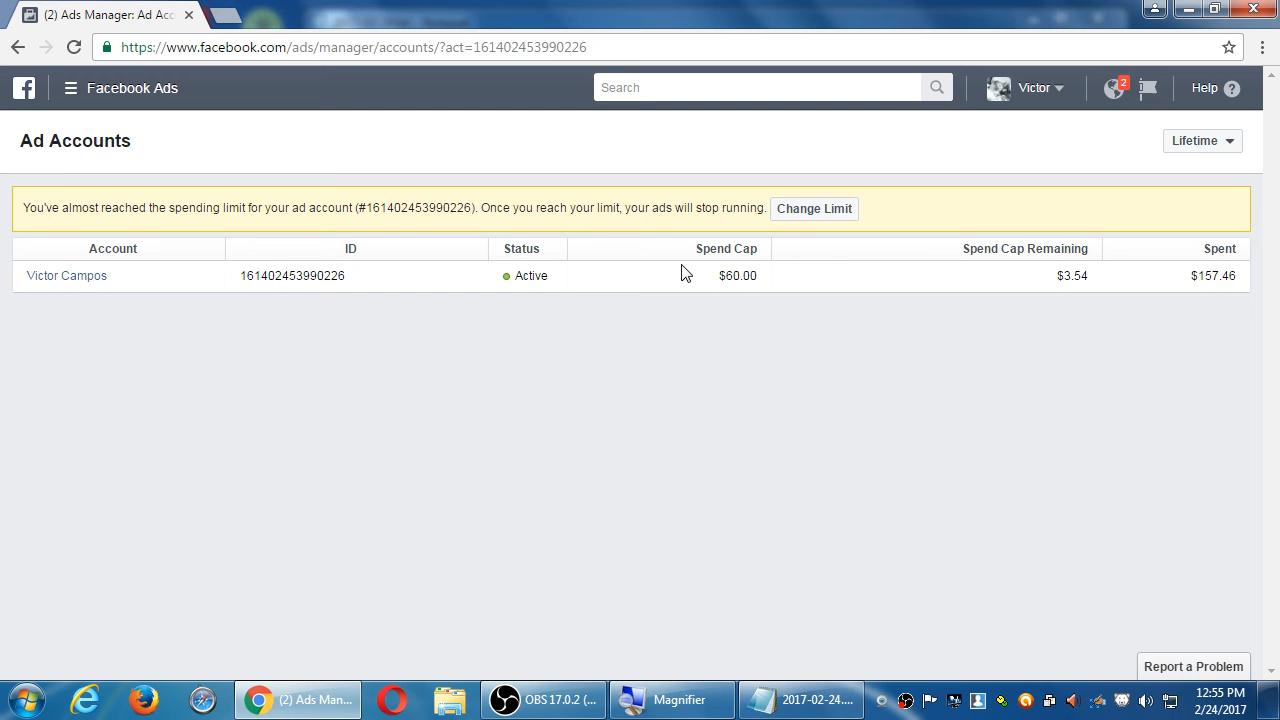 (2) Ads Manager: Ad Acc
https://www.facebook.com/ads/manager/accounts/?act=161402453990226
Facebook Ads
Search
Victor
2
Help
Ad Accounts
Lifetime
You've almost reached the spending limit for your ad account (#161402453990226). Once you reach your limit, your ads will stop running. Change Limit
Account ID Status Spend Cap Spend Cap Remaining Spent
Victor Campos 161402453990226 Active $60.00 $3.54 $157.46
Report a Problem
(2) Ads Man...
OBS 17.0.2 (...
Magnifier
2017-02-24....
12:55 PM
2/24/2017